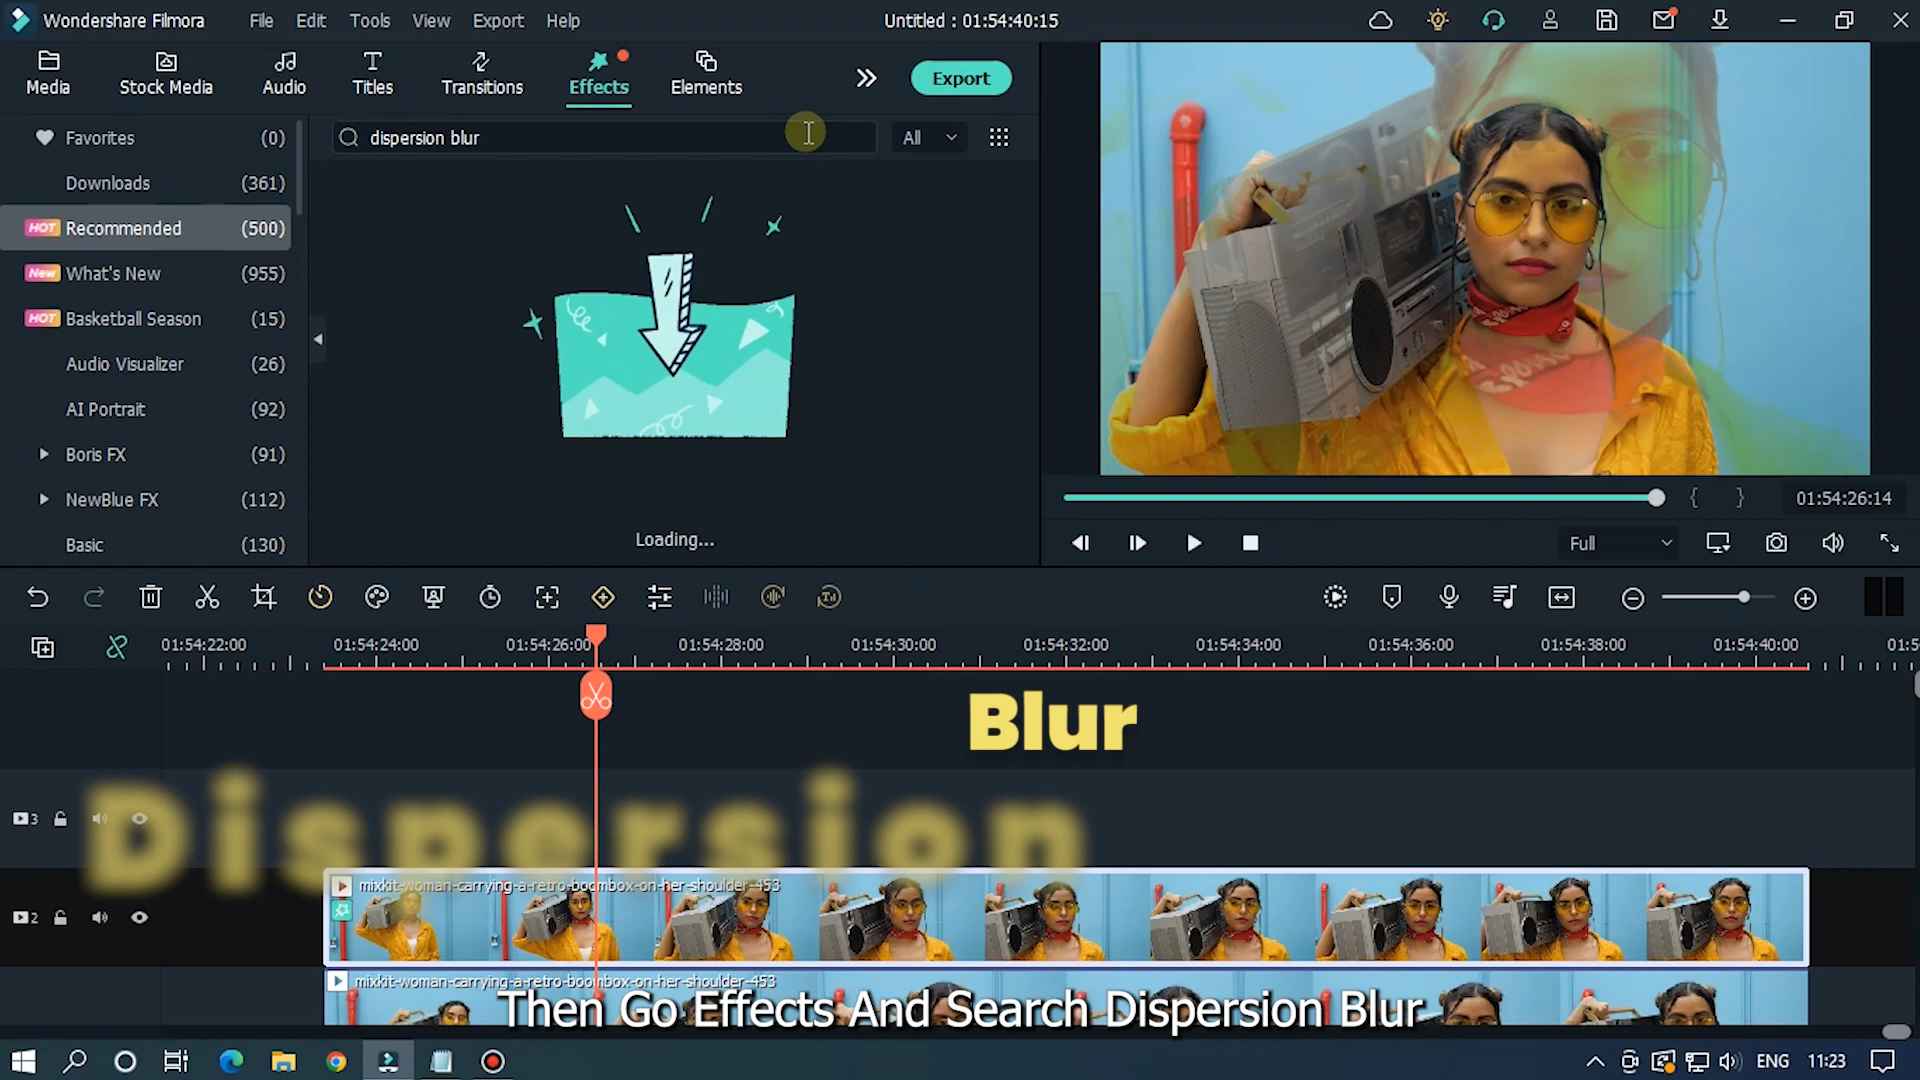 Wondershare Filmora
File
Edit
Tools
View
Export
Help
Untitled : 01:54:40:15
Media
Stock Media
Audio
Titles
Transitions
Effects
Elements
Export
dispersion blur
All
Favorites (0)
Downloads (361)
HOT Recommended (500)
New What's New (955)
HOT Basketball Season (15)
Audio Visualizer (26)
AI Portrait (92)
Boris FX (91)
NewBlue FX (112)
Basic (130)
Loading...
{ } 01:54:26:14
Full
01:54:22:00
01:54:24:00
01:54:26:00
01:54:28:00
01:54:30:00
01:54:32:00
01:54:34:00
01:54:36:00
01:54:38:00
01:54:40:00
01:5
Blur
Dispersion
3
mixkit-woman-carrying-a-retro-boombox-on-her-shoulder-453
2
mixkit-woman-carrying-a-retro-boombox-on-her-shoulder-453
Then Go Effects And Search Dispersion Blur
ENG
11:23